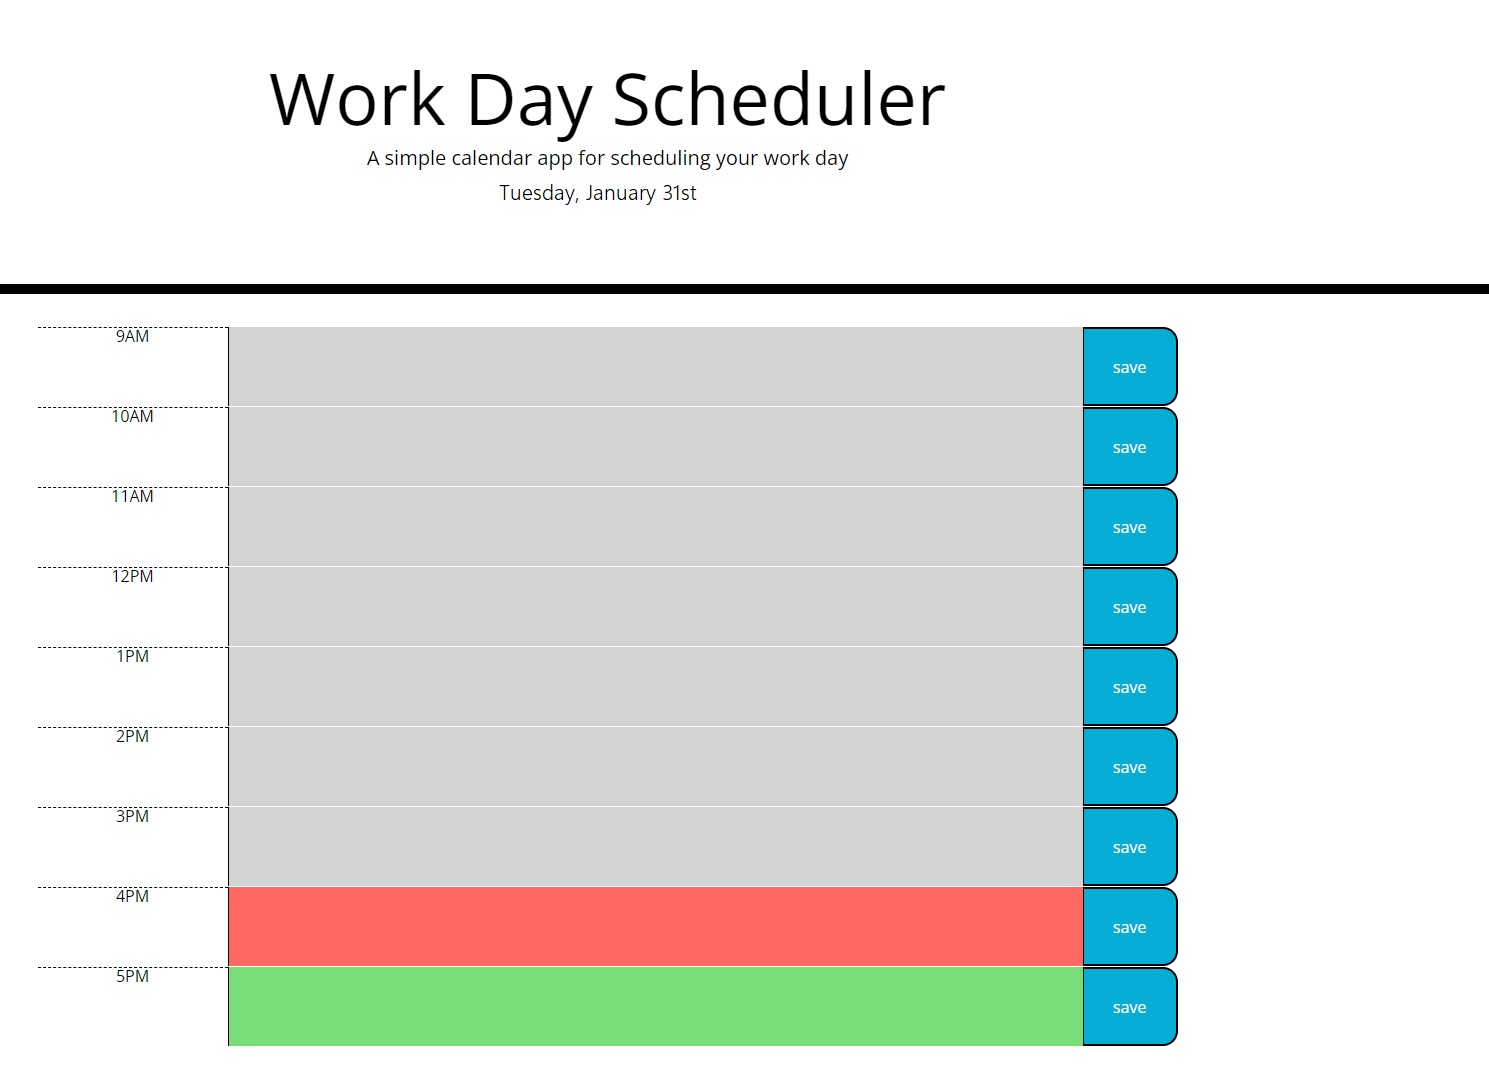 Work Day Scheduler
A simple calendar app for scheduling your work day
Tuesday, January 31st
9AM
save
10AM
save
11AM
save
12PM
save
1PM
save
2PM
save
3PM
save
4PM
save
5PM
save